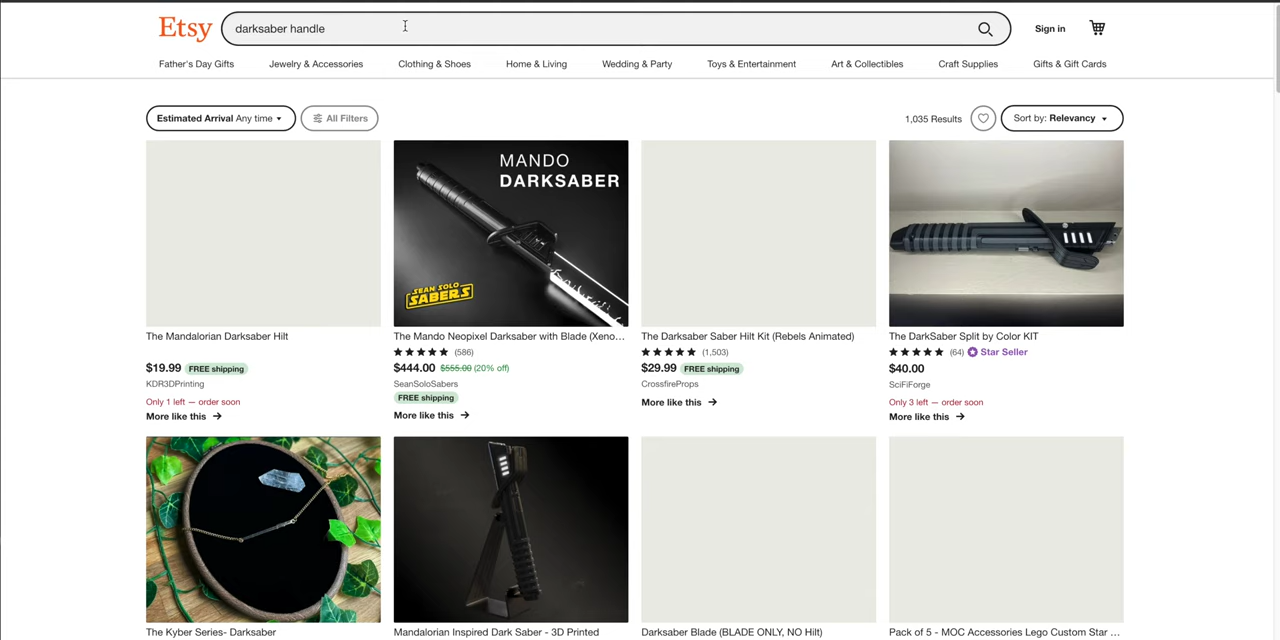 Etsy
darksaber handle
Sign in
Father's Day Gifts
Jewelry & Accessories
Clothing & Shoes
Home & Living
Wedding & Party
Toys & Entertainment
Art & Collectibles
Craft Supplies
Gifts & Gift Cards
Estimated Arrival Any time
All Filters
1,035 Results
Sort by: Relevancy
MANDO
DARKSABER
SEAN SOLO
SABERS
The Mandalorian Darksaber Hilt
$19.99 FREE shipping
KDR3DPrinting
Only 1 left — order soon
More like this →
The Mando Neopixel Darksaber with Blade (Xeno...
(586)
$444.00 $555.00 (20% off)
SeanSoloSabers
FREE shipping
More like this →
The Darksaber Saber Hilt Kit (Rebels Animated)
(1,503)
$29.99 FREE shipping
CrossfireProps
More like this →
The DarkSaber Split by Color KIT
(64) Star Seller
$40.00
SciFiForge
Only 3 left — order soon
More like this →
The Kyber Series- Darksaber
Mandalorian Inspired Dark Saber - 3D Printed
Darksaber Blade (BLADE ONLY, NO Hilt)
Pack of 5 - MOC Accessories Lego Custom Star ...